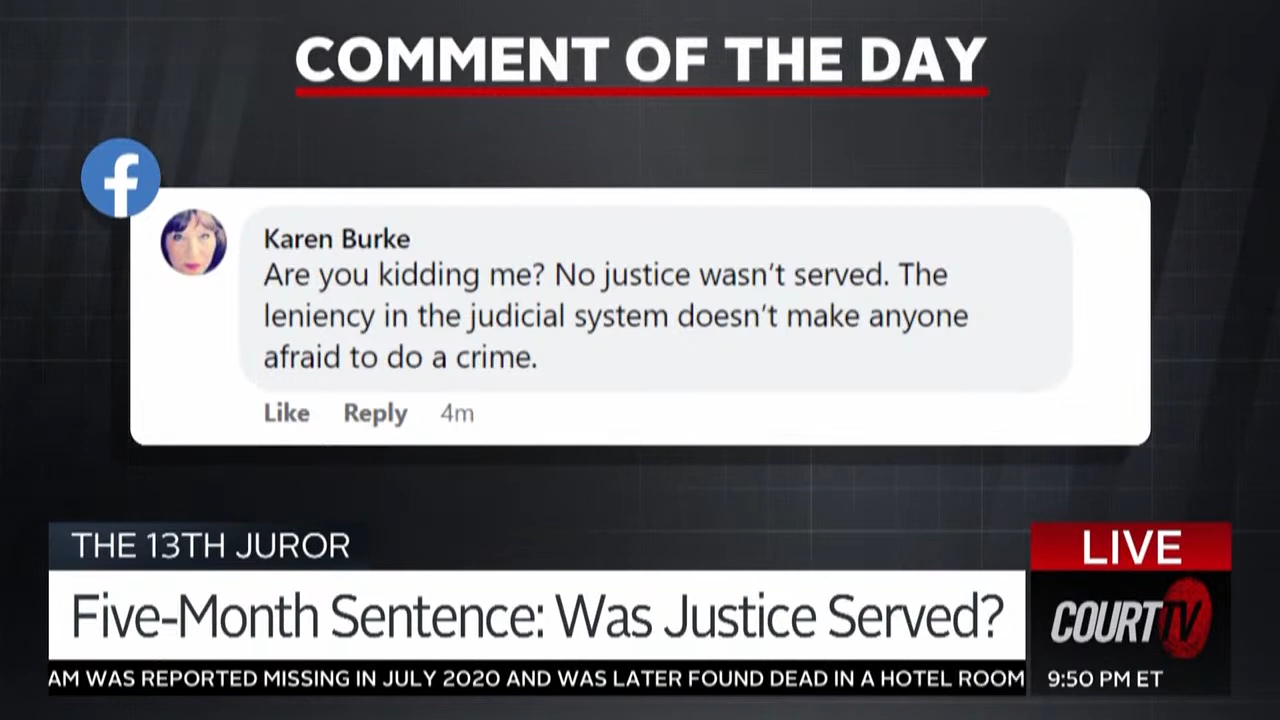 COMMENT OF THE DAY
f
Karen Burke
Are you kidding me? No justice wasn't served. The
leniency in the judicial system doesn't make anyone
afraid to do a crime.
Like Reply 4m
THE 13TH JUROR
Five-Month Sentence: Was Justice Served?
AM WAS REPORTED MISSING IN JULY 2020 AND WAS LATER FOUND DEAD IN A HOTEL ROOM
LIVE
COURT TV
9:50 PM ET